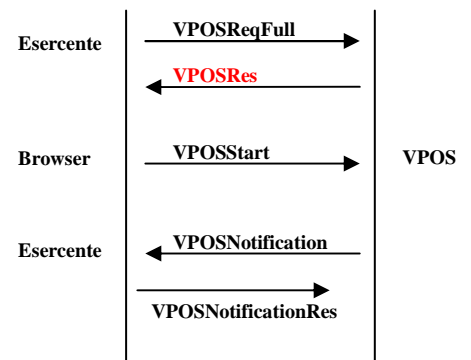 VPOSReqFull
Esercente
VPOSRes
Browser
VPOSStart
VPOS
Esercente
VPOSNotification
VPOSNotificationRes